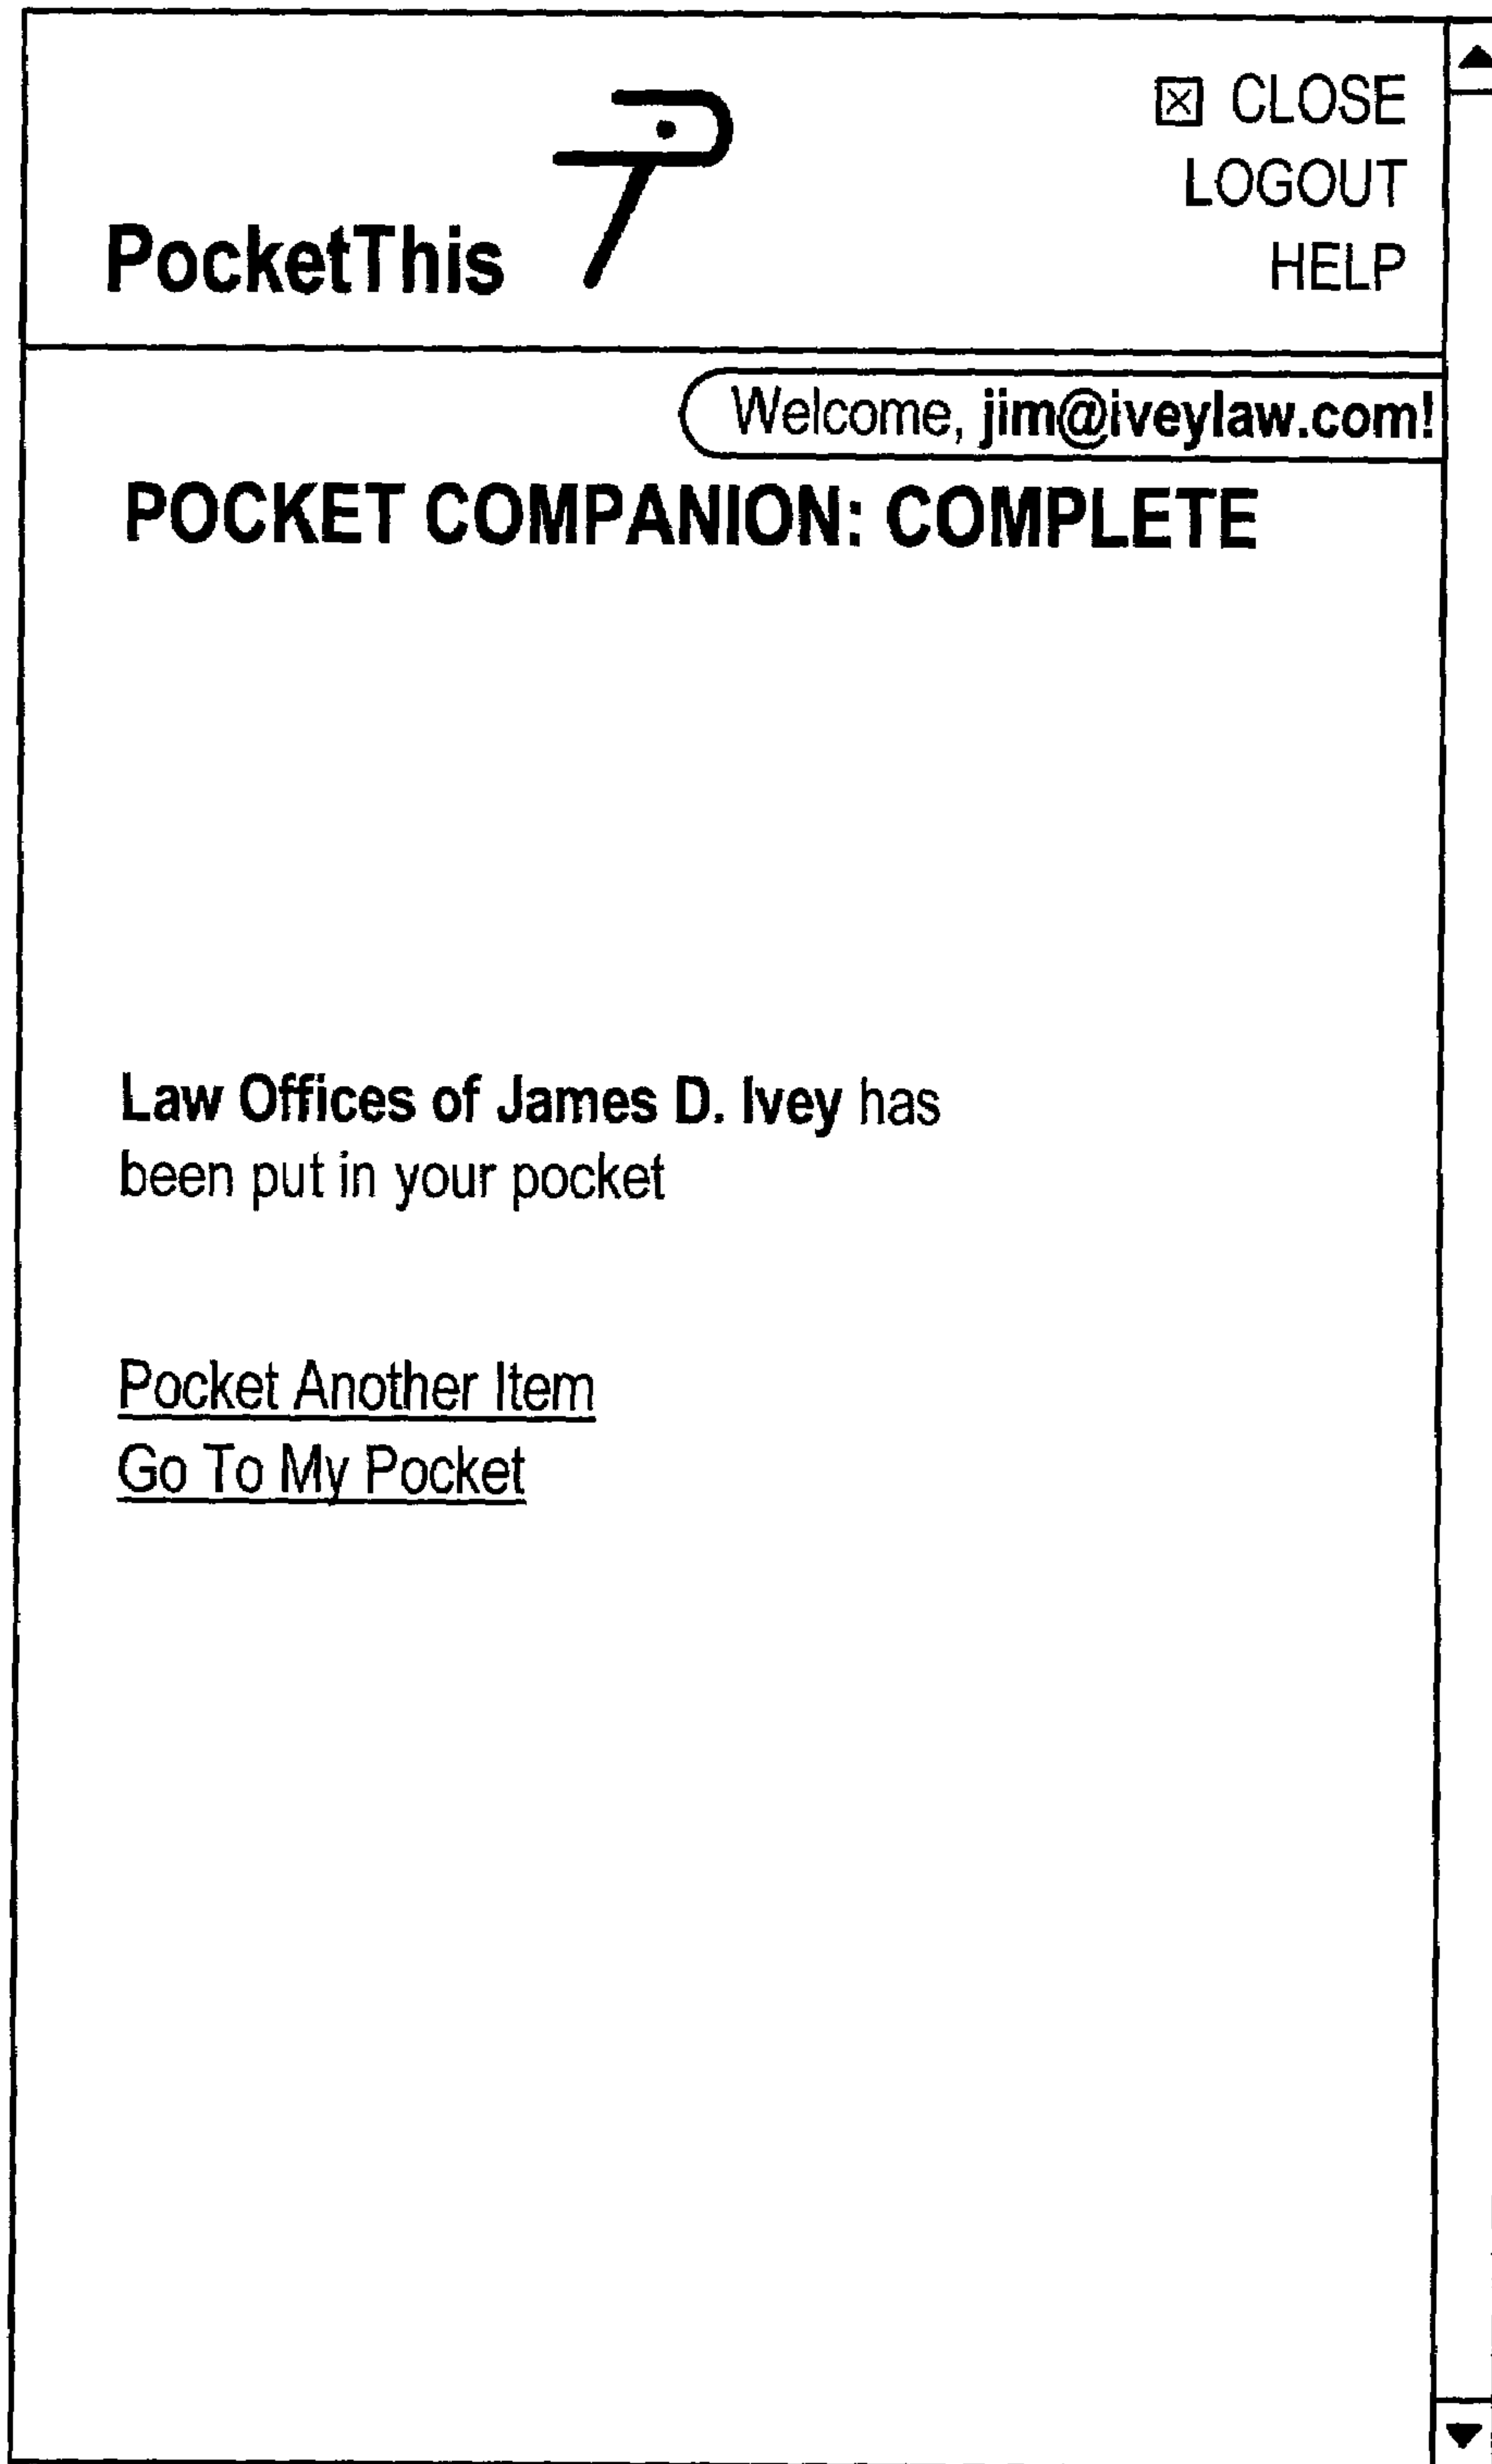 PocketThis
CLOSE
LOGOUT
HELP
Welcome, jim@iveylaw.com!
POCKET COMPANION: COMPLETE
Law Offices of James D. Ivey has
been put in your pocket
Pocket Another Item
Go To My Pocket